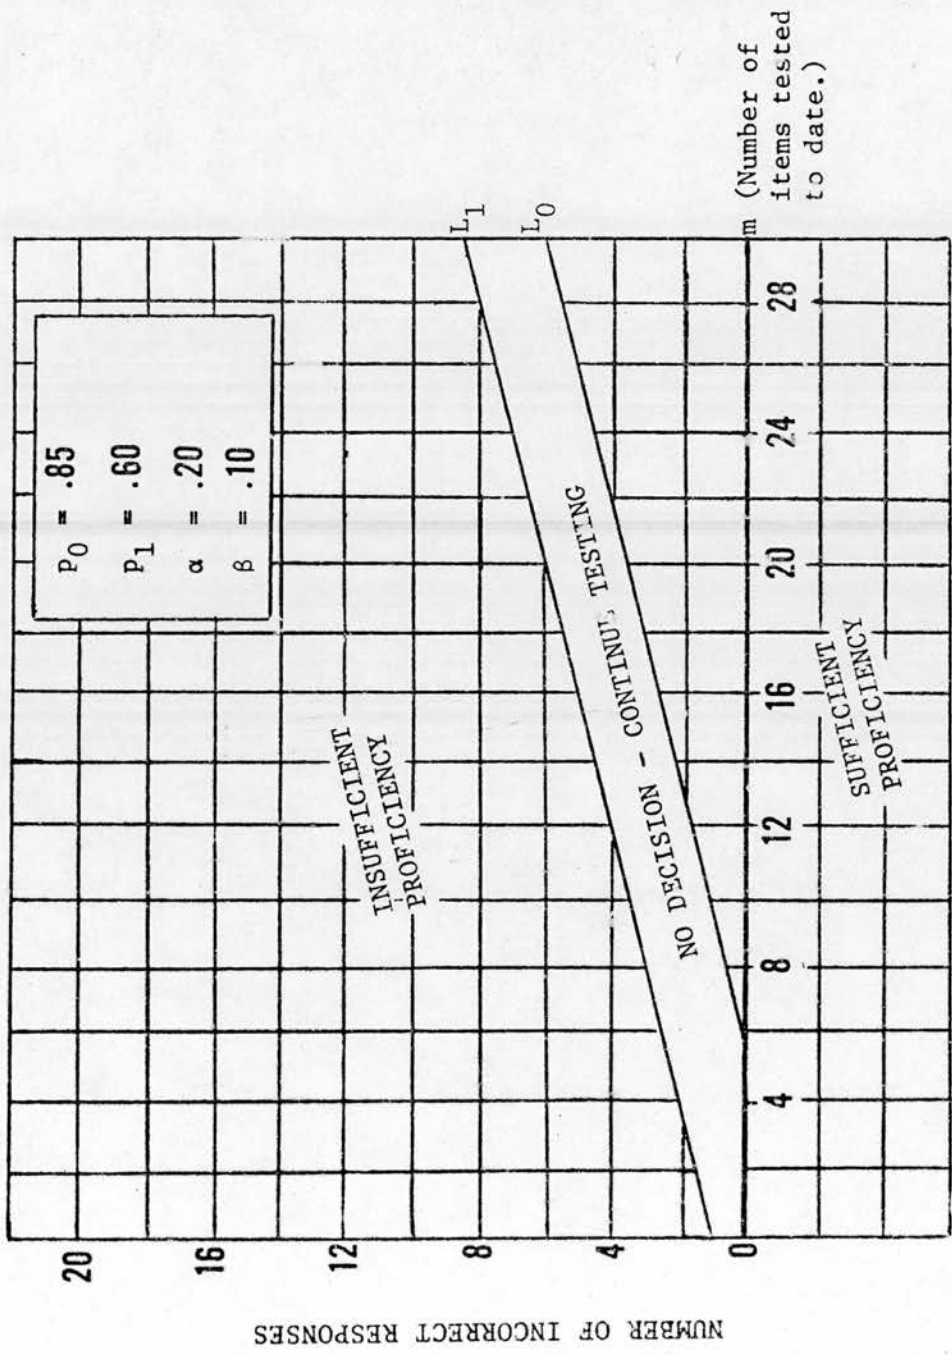 P0 = .85
P1 = .60
α = .20
β = .10
INSUFFICIENT
PROFICIENCY
NO DECISION - CONTINUE TESTING
SUFFICIENT
PROFICIENCY
L1
L0
NUMBER OF INCORRECT RESPONSES
20
16
12
8
4
0
4
8
12
16
20
24
28
m (Number of
items tested
to date.)